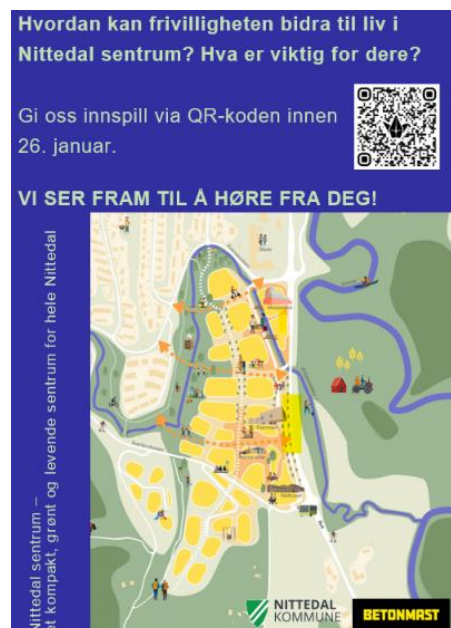 Hvordan kan frivilligheten bidra til liv i
Nittedal sentrum? Hva er viktig for dere?
Gi oss innspill via QR-koden innen
26. januar.
VI SER FRAM TIL Å HØRE FRA DEG!
Nittedal sentrum –
et kompakt, grønt og levende sentrum for hele Nittedal
NITTEDAL
KOMMUNE
BETONMAST